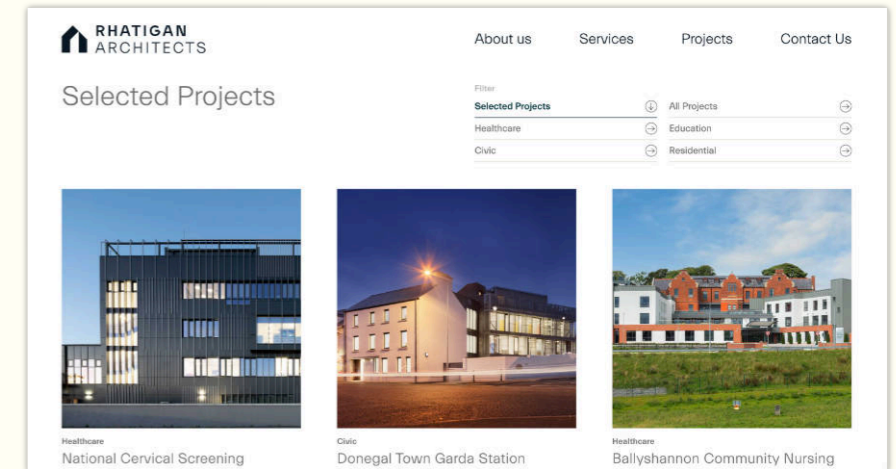 RHATIGAN
ARCHITECTS
About us Services Projects Contact Us
Selected Projects
Filter
Selected Projects All Projects
Healthcare Education
Civic Residential
Healthcare Civic Healthcare
National Cervical Screening Donegal Town Garda Station Ballyshannon Community Nursing